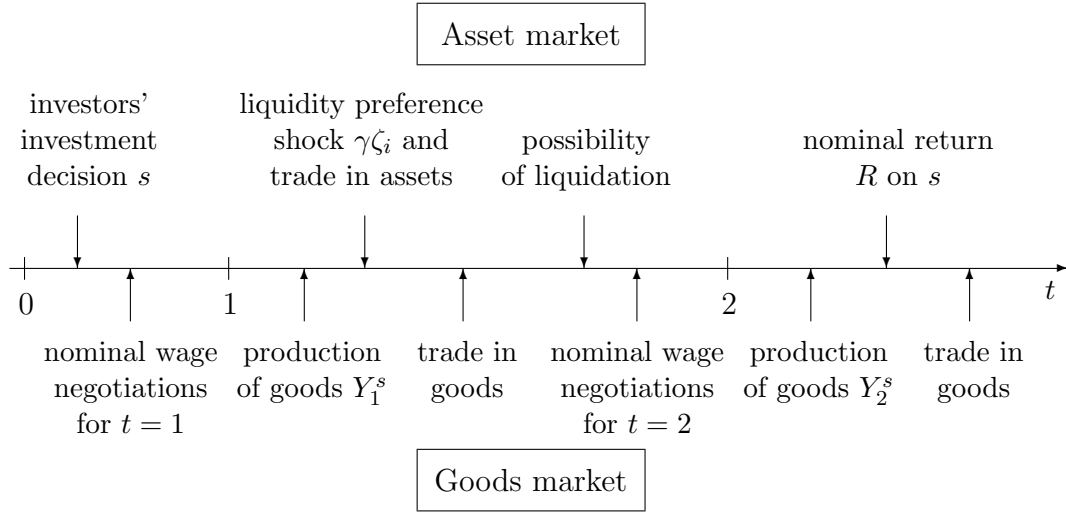 Asset market
investors'
investment
decision s
liquidity preference
shock γζ_i and
trade in assets
possibility
of liquidation
nominal return
R on s
0
1
2
t
nominal wage
negotiations
for t = 1
production
of goods Y_1^s
trade in
goods
nominal wage
negotiations
for t = 2
production
of goods Y_2^s
trade in
goods
Goods market